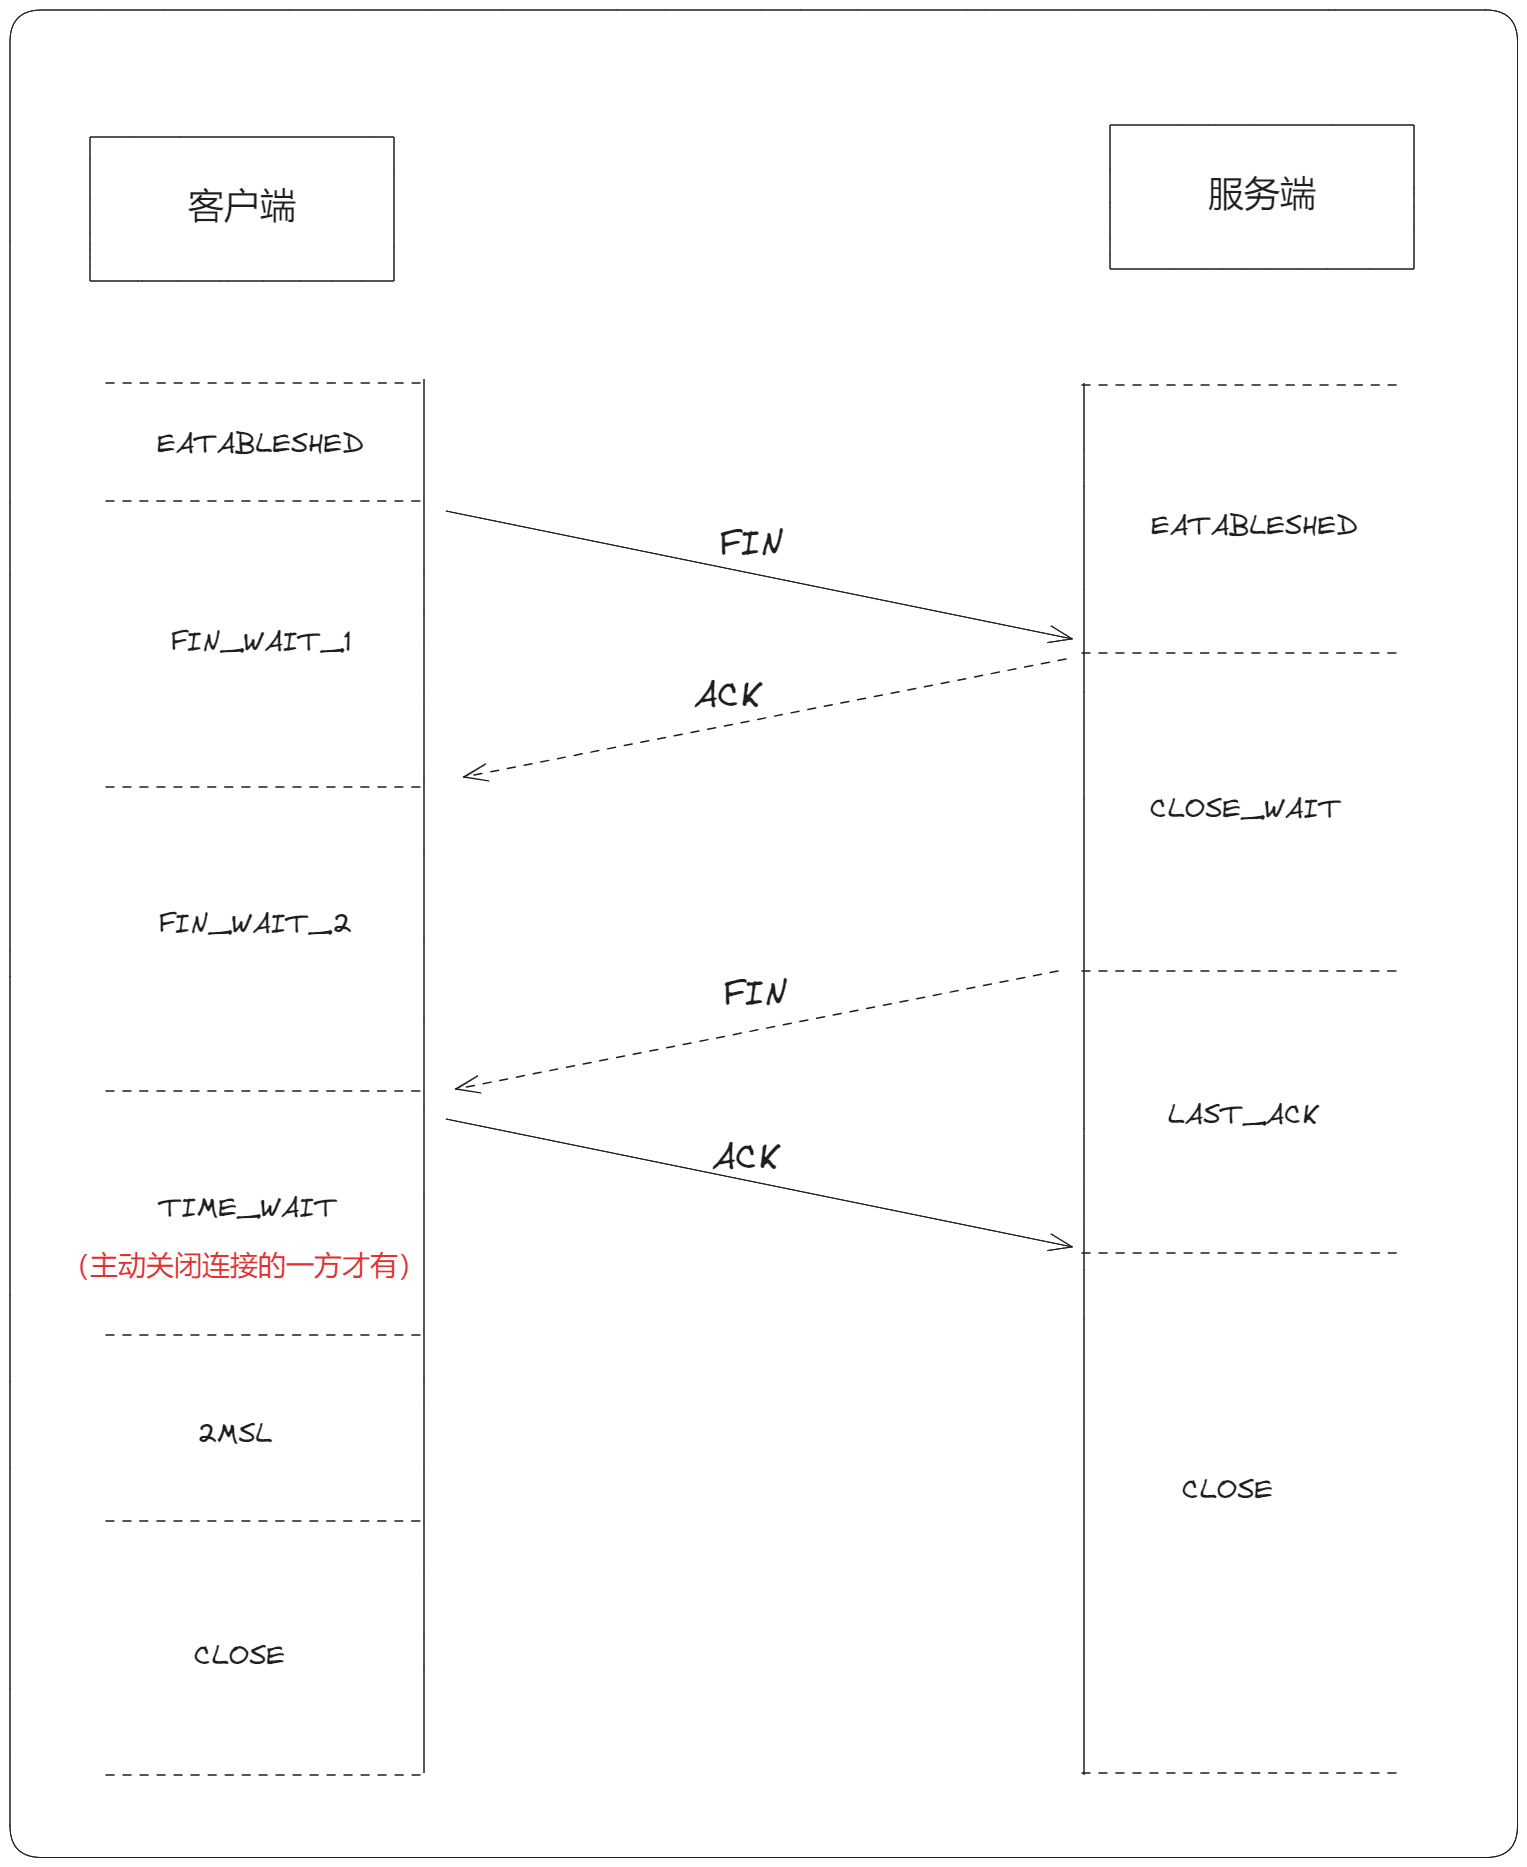 客户端
服务端
EATABLESHED
EATABLESHED
FIN
FIN_WAIT_1
ACK
CLOSE_WAIT
FIN_WAIT_2
FIN
LAST_ACK
ACK
TIME_WAIT
(主动关闭连接的一方才有)
2MSL
CLOSE
CLOSE